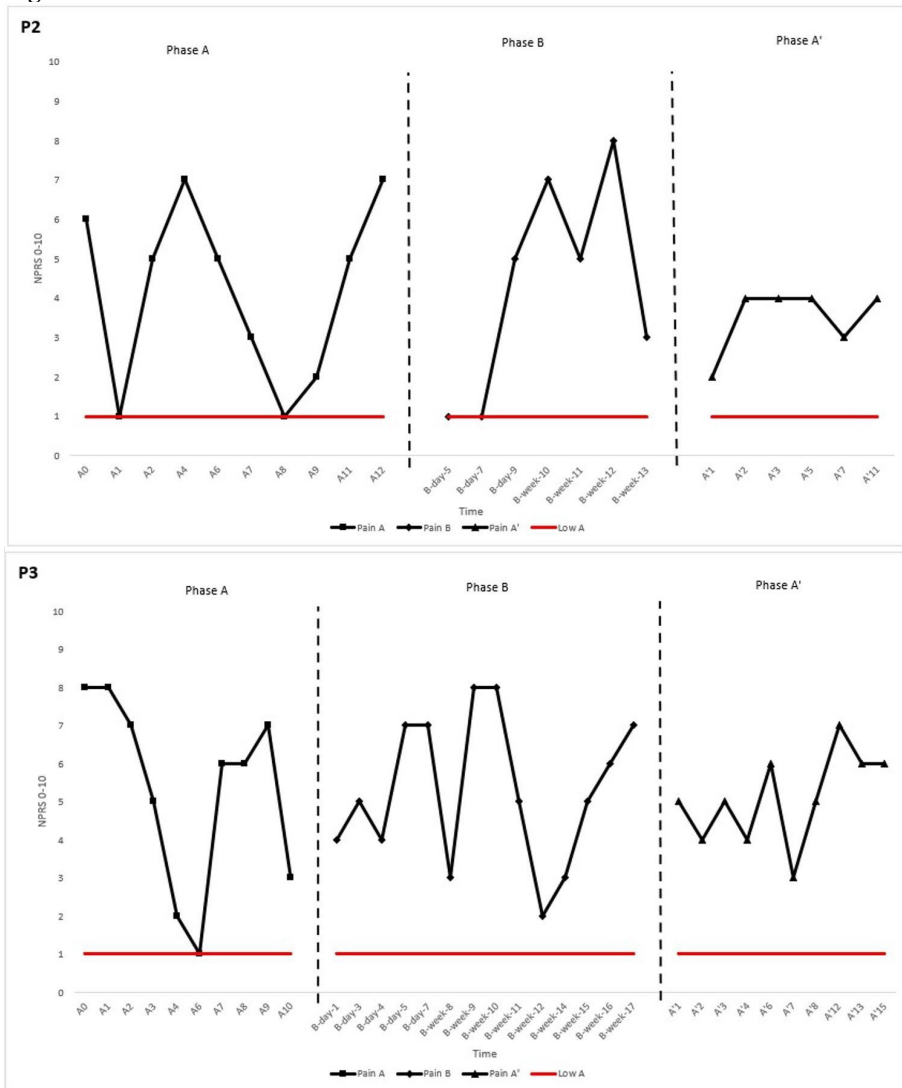 P2
Phase A
Phase B
Phase A'
10
9
8
7
6
5
4
3
2
1
0
NPRS 0-10
A0
A1
A2
A4
A6
A7
A8
A9
A11
A12
B-day-5
B-day-7
B-day-9
B-week-10
B-week-11
B-week-12
B-week-13
A'1
A'2
A'3
A'5
A'7
A'11
Time
Pain A Pain B Pain A' Low A
P3
Phase A
Phase B
Phase A'
10
9
8
7
6
5
4
3
2
1
0
NPRS 0-10
A0
A1
A2
A3
A4
A6
A7
A8
A9
A10
B-day-1
B-day-3
B-day-4
B-day-5
B-day-7
B-week-8
B-week-9
B-week-10
B-week-11
B-week-12
B-week-14
B-week-15
B-week-16
B-week-17
A'1
A'2
A'3
A'4
A'6
A'7
A'8
A'12
A'13
A'15
Time
Pain A Pain B Pain A' Low A